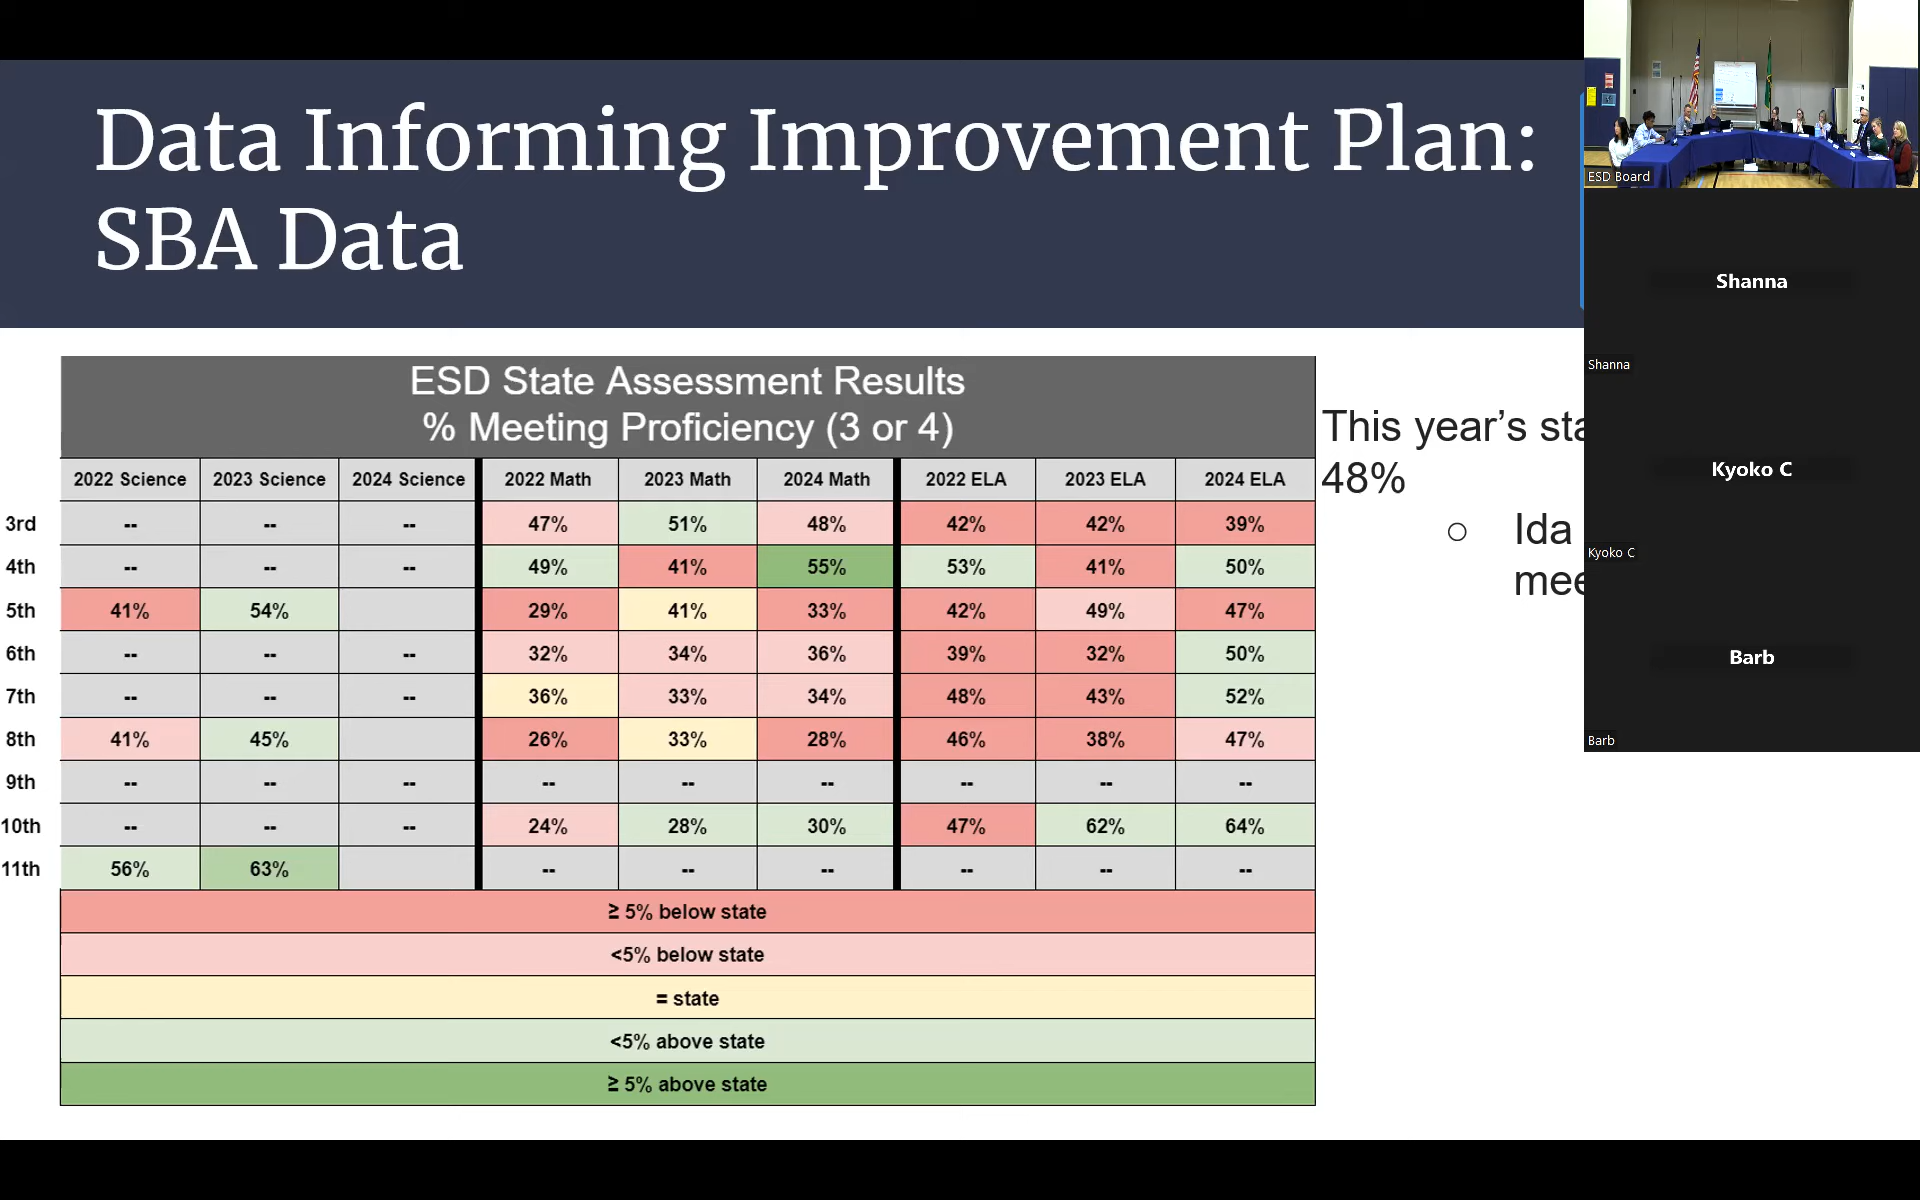 Data Informing Improvement Plan:
SBA Data
ESD State Assessment Results
% Meeting Proficiency (3 or 4)
2022 Science 2023 Science 2024 Science 2022 Math 2023 Math 2024 Math 2022 ELA 2023 ELA 2024 ELA
3rd -- -- -- 47% 51% 48% 42% 42% 39%
4th -- -- -- 49% 41% 55% 53% 41% 50%
5th 41% 54% 29% 41% 33% 42% 49% 47%
6th -- -- -- 32% 34% 36% 39% 32% 50%
7th -- -- -- 36% 33% 34% 48% 43% 52%
8th 41% 45% 26% 33% 28% 46% 38% 47%
9th -- -- -- -- -- -- -- -- --
10th -- -- -- 24% 28% 30% 47% 62% 64%
11th 56% 63% -- -- -- -- -- --
≥ 5% below state
<5% below state
= state
<5% above state
≥ 5% above state
This year's
48%
○ Ida
ESD Board
Shanna
Shanna
Kyoko C
Kyoko C
Barb
Barb